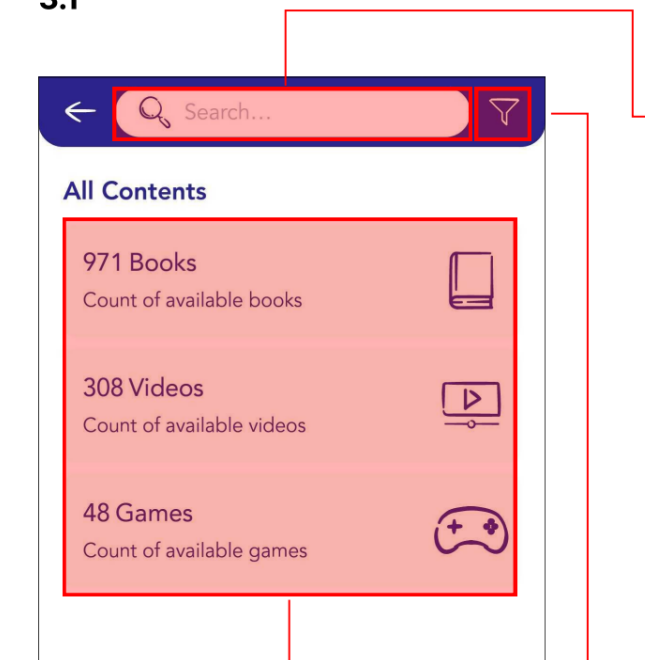 3.1
Search...
All Contents
971 Books
Count of available books
308 Videos
Count of available videos
48 Games
Count of available games